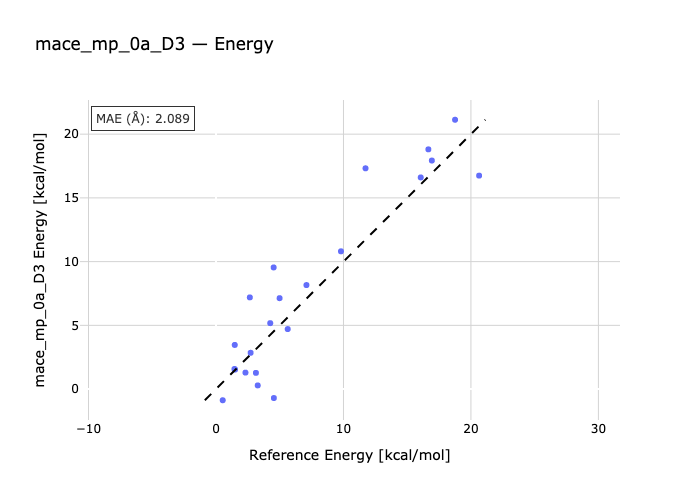 mace_mp_0a_D3 — Energy
MAE (Å): 2.089
mace_mp_0a_D3 Energy [kcal/mol]
20
15
10
5
0
−10
0
10
20
30
Reference Energy [kcal/mol]